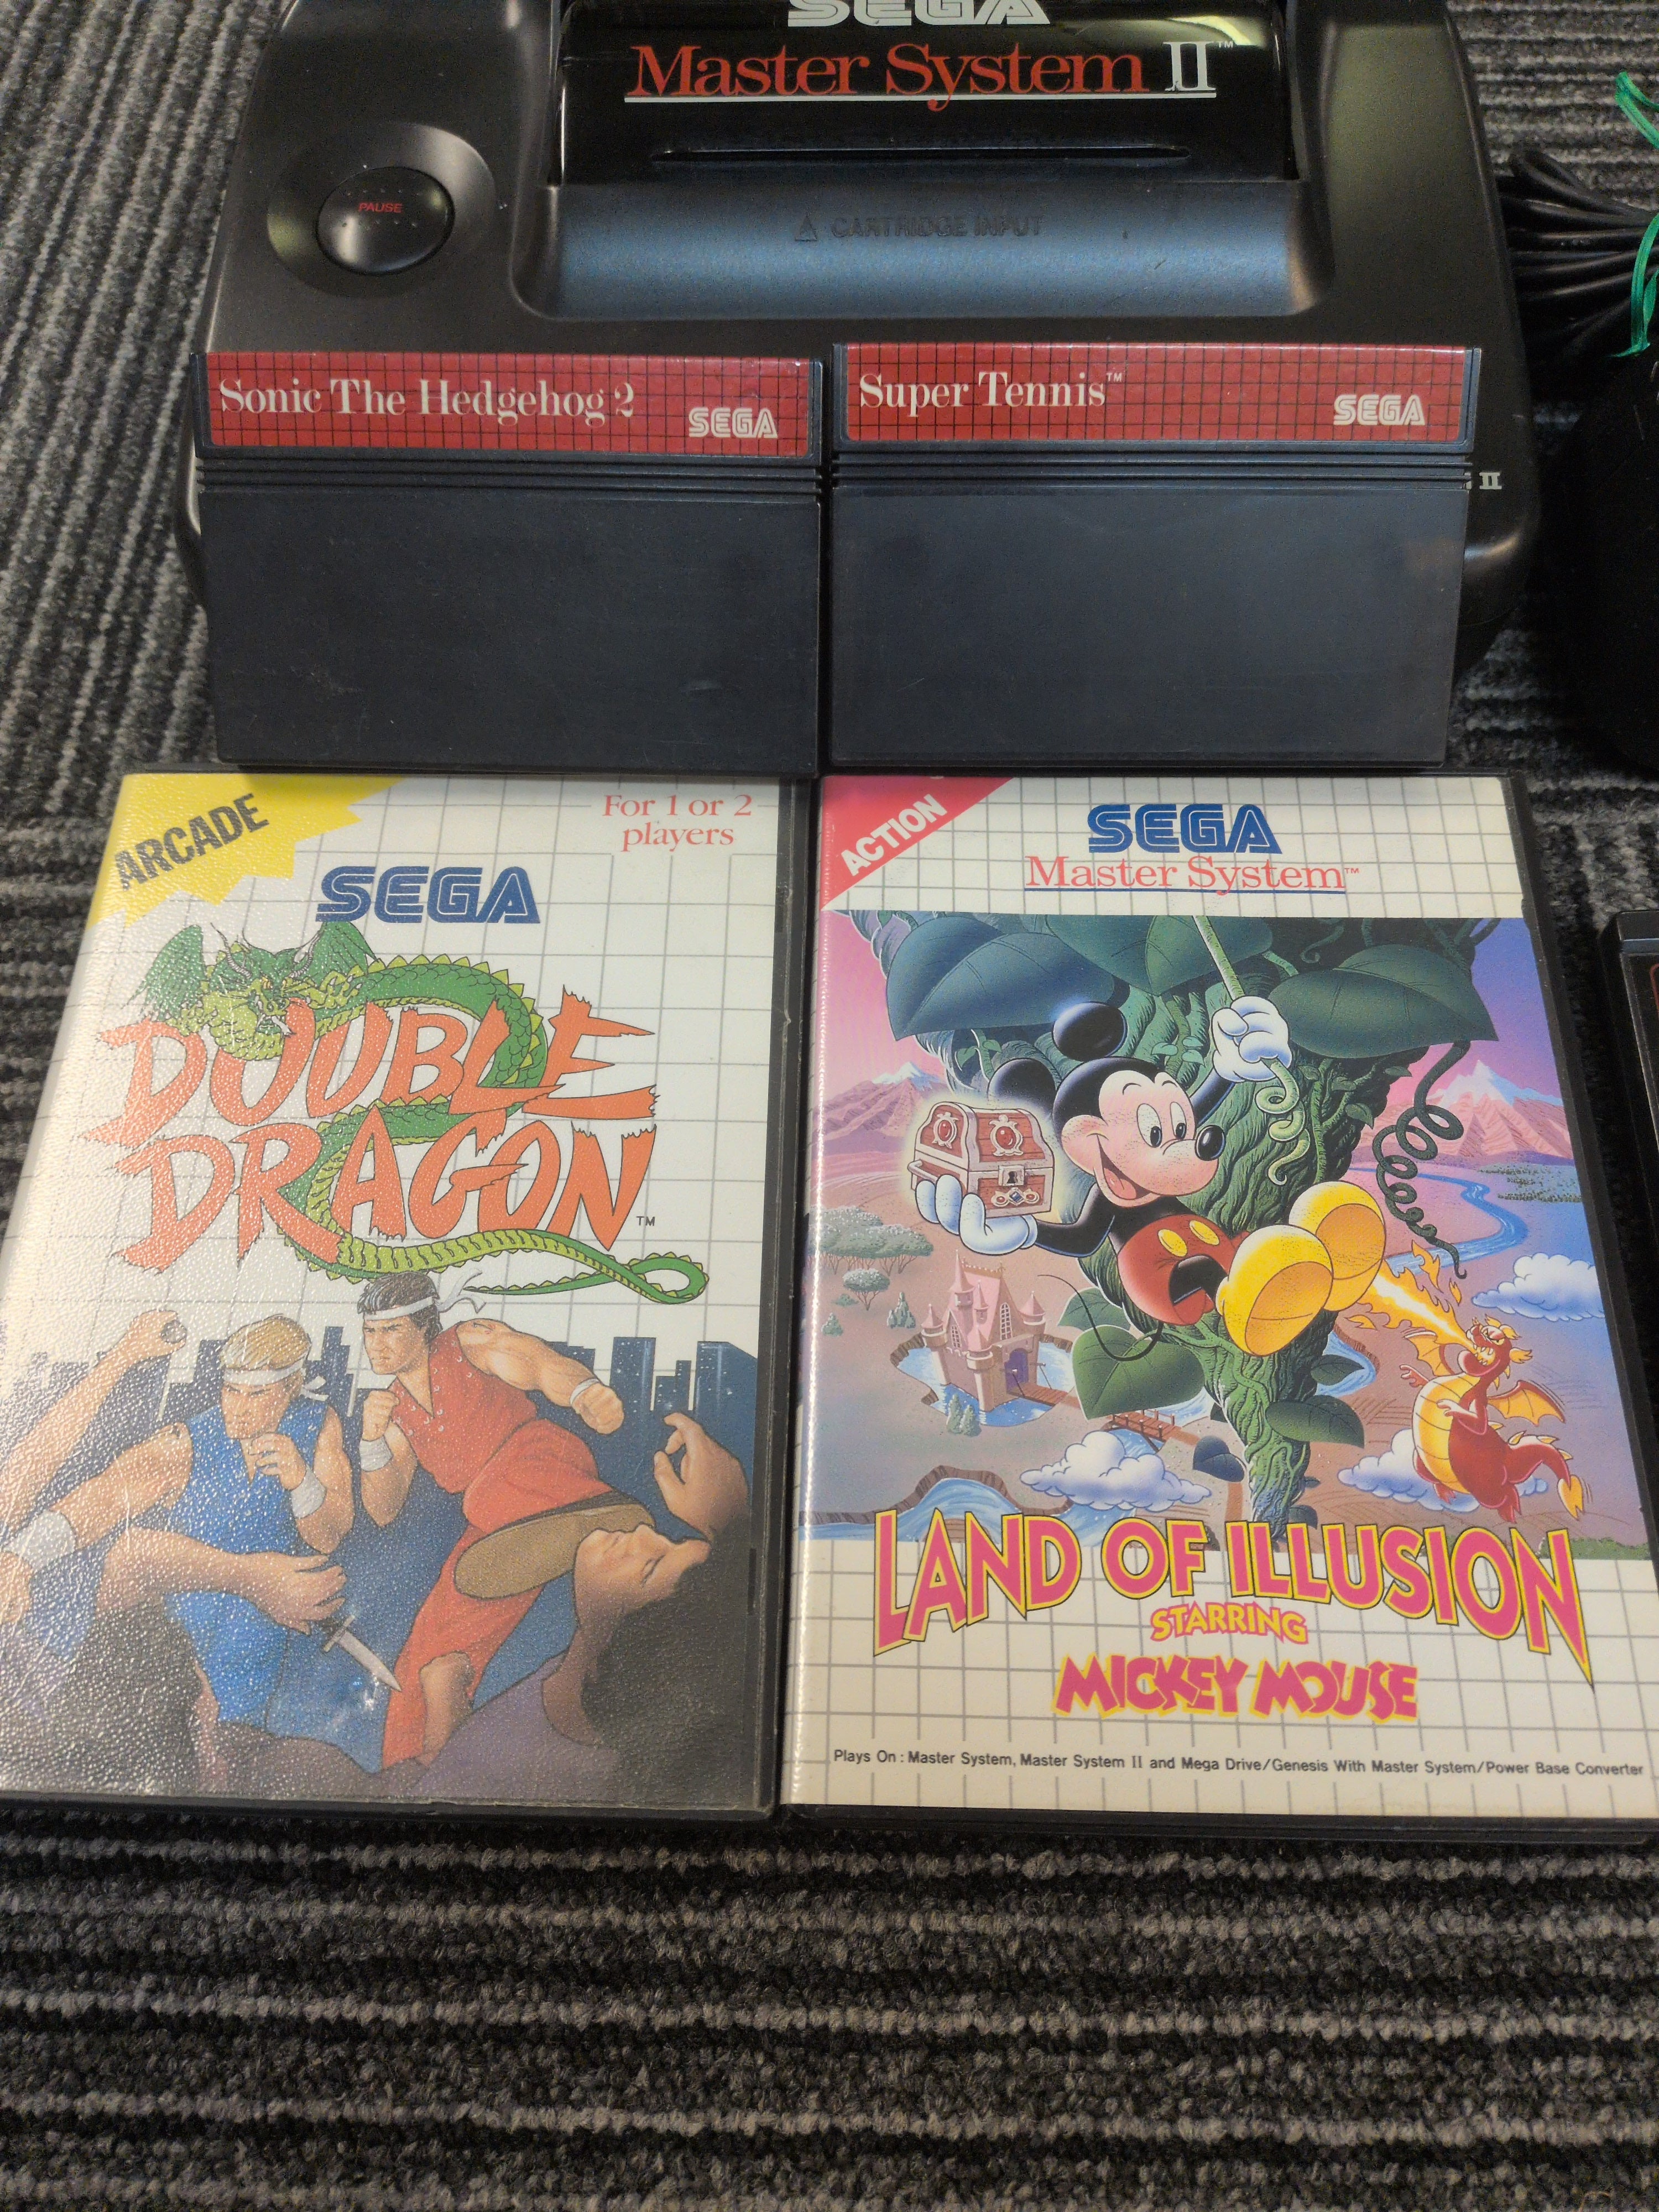 SEGA
Master System II™
PAUSE
CARTRIDGE INPUT
Sonic The Hedgehog 2
SEGA
Super Tennis™
SEGA
II
ARCADE
For 1 or 2
players
SEGA
DOUBLE
DRAGON™
ACTION
SEGA
Master System™
LAND OF ILLUSION
STARRING
MICKEY MOUSE
Plays On : Master System, Master System II and Mega Drive/Genesis With Master System/Power Base Converter